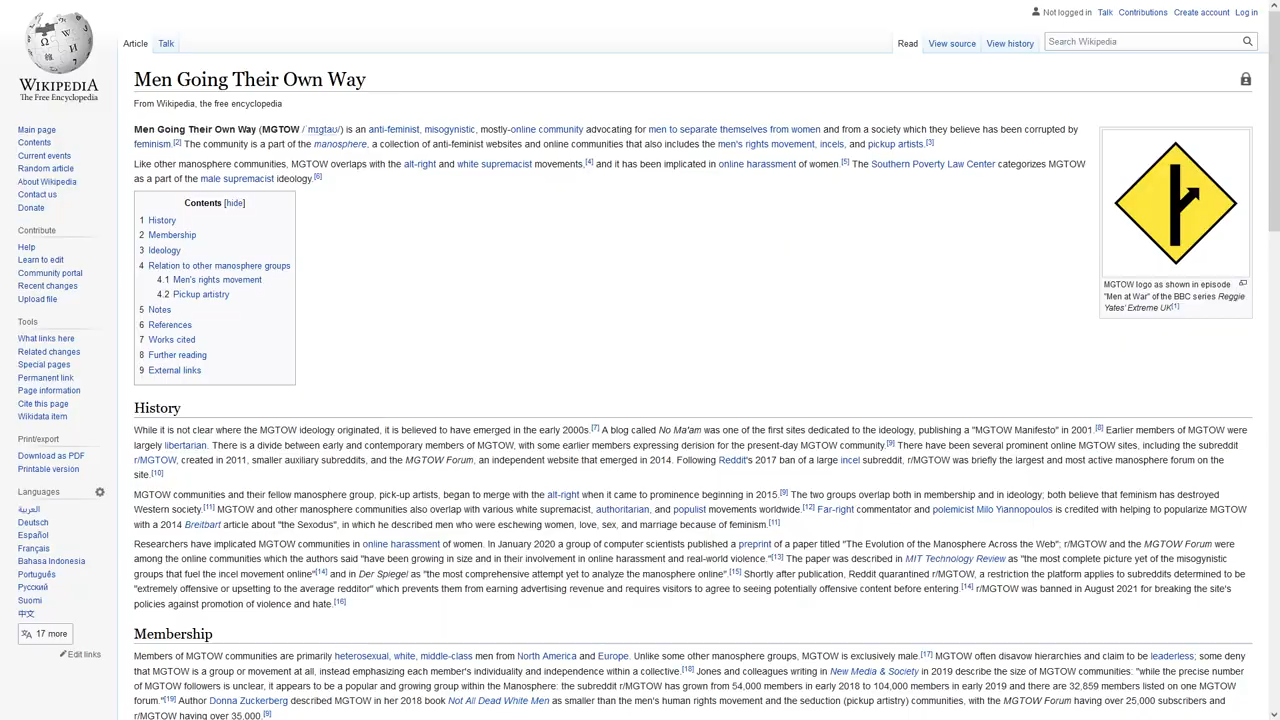 Not logged in Talk Contributions Create account Log in
Article Talk Read View source View history Search Wikipedia
WIKIPEDIA
The Free Encyclopedia
Main page
Contents
Current events
Random article
About Wikipedia
Contact us
Donate
Contribute
Help
Learn to edit
Community portal
Recent changes
Upload file
Tools
What links here
Related changes
Special pages
Permanent link
Page information
Cite this page
Wikidata item
Print/export
Download as PDF
Printable version
Languages
العربية
Deutsch
Español
Français
Bahasa Indonesia
Português
Русский
Suomi
中文
17 more
Edit links
Men Going Their Own Way
From Wikipedia, the free encyclopedia
Men Going Their Own Way (MGTOW /ˈmɪɡtaʊ/) is an anti-feminist, misogynistic, mostly-online community advocating for men to separate themselves from women and from a society which they believe has been corrupted by
feminism.[2] The community is a part of the manosphere, a collection of anti-feminist websites and online communities that also includes the men's rights movement, incels, and pickup artists.[3]
Like other manosphere communities, MGTOW overlaps with the alt-right and white supremacist movements,[4] and it has been implicated in online harassment of women.[5] The Southern Poverty Law Center categorizes MGTOW
as a part of the male supremacist ideology.[6]
MGTOW logo as shown in episode
"Men at War" of the BBC series Reggie
Yates' Extreme UK[1]
Contents [hide]
1 History
2 Membership
3 Ideology
4 Relation to other manosphere groups
4.1 Men's rights movement
4.2 Pickup artistry
5 Notes
6 References
7 Works cited
8 Further reading
9 External links
History
While it is not clear where the MGTOW ideology originated, it is believed to have emerged in the early 2000s.[7] A blog called No Ma'am was one of the first sites dedicated to the ideology, publishing a "MGTOW Manifesto" in 2001.[8] Earlier members of MGTOW were
largely libertarian. There is a divide between early and contemporary members of MGTOW, with some earlier members expressing derision for the present-day MGTOW community.[9] There have been several prominent online MGTOW sites, including the subreddit
r/MGTOW, created in 2011, smaller auxiliary subreddits, and the MGTOW Forum, an independent website that emerged in 2014. Following Reddit's 2017 ban of a large incel subreddit, r/MGTOW was briefly the largest and most active manosphere forum on the
site.[10]
MGTOW communities and their fellow manosphere group, pick-up artists, began to merge with the alt-right when it came to prominence beginning in 2015.[9] The two groups overlap both in membership and in ideology; both believe that feminism has destroyed
Western society.[11] MGTOW and other manosphere communities also overlap with various white supremacist, authoritarian, and populist movements worldwide.[12] Far-right commentator and polemicist Milo Yiannopoulos is credited with helping to popularize MGTOW
with a 2014 Breitbart article about "the Sexodus", in which he described men who were eschewing women, love, sex, and marriage because of feminism.[11]
Researchers have implicated MGTOW communities in online harassment of women. In January 2020 a group of computer scientists published a preprint of a paper titled "The Evolution of the Manosphere Across the Web"; r/MGTOW and the MGTOW Forum were
among the online communities which the authors said "have been growing in size and in their involvement in online harassment and real-world violence."[13] The paper was described in MIT Technology Review as "the most complete picture yet of the misogynistic
groups that fuel the incel movement online"[14] and in Der Spiegel as "the most comprehensive attempt yet to analyze the manosphere online".[15] Shortly after publication, Reddit quarantined r/MGTOW, a restriction the platform applies to subreddits determined to be
"extremely offensive or upsetting to the average redditor" which prevents them from earning advertising revenue and requires visitors to agree to seeing potentially offensive content before entering.[14] r/MGTOW was banned in August 2021 for breaking the site's
policies against promotion of violence and hate.[16]
Membership
Members of MGTOW communities are primarily heterosexual, white, middle-class men from North America and Europe. Unlike some other manosphere groups, MGTOW is exclusively male.[17] MGTOW often disavow hierarchies and claim to be leaderless; some deny
that MGTOW is a group or movement at all, instead emphasizing each member's individuality and independence within a collective.[18] Jones and colleagues writing in New Media & Society in 2019 describe the size of MGTOW communities: "while the precise number
of MGTOW followers is unclear, it appears to be a popular and growing group within the Manosphere: the subreddit r/MGTOW has grown from 54,000 members in early 2018 to 104,000 members in early 2019 and there are 32,859 members listed on one MGTOW
forum."[19] Author Donna Zuckerberg described MGTOW in her 2018 book Not All Dead White Men as smaller than the men's human rights movement and the seduction (pickup artistry) communities, with the MGTOW Forum having over 25,000 subscribers and
r/MGTOW having over 35,000.[9]